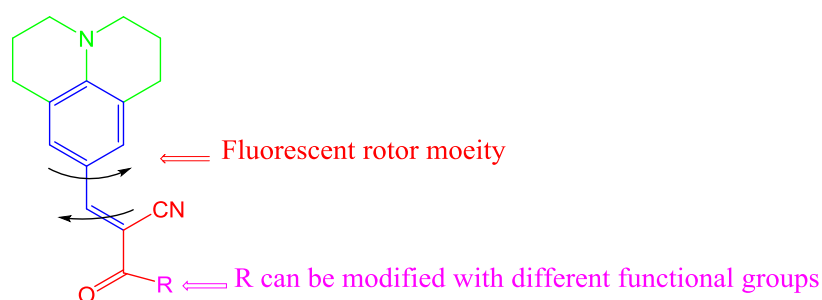 N
Fluorescent rotor moeity
CN
O
R
R can be modified with different functional groups